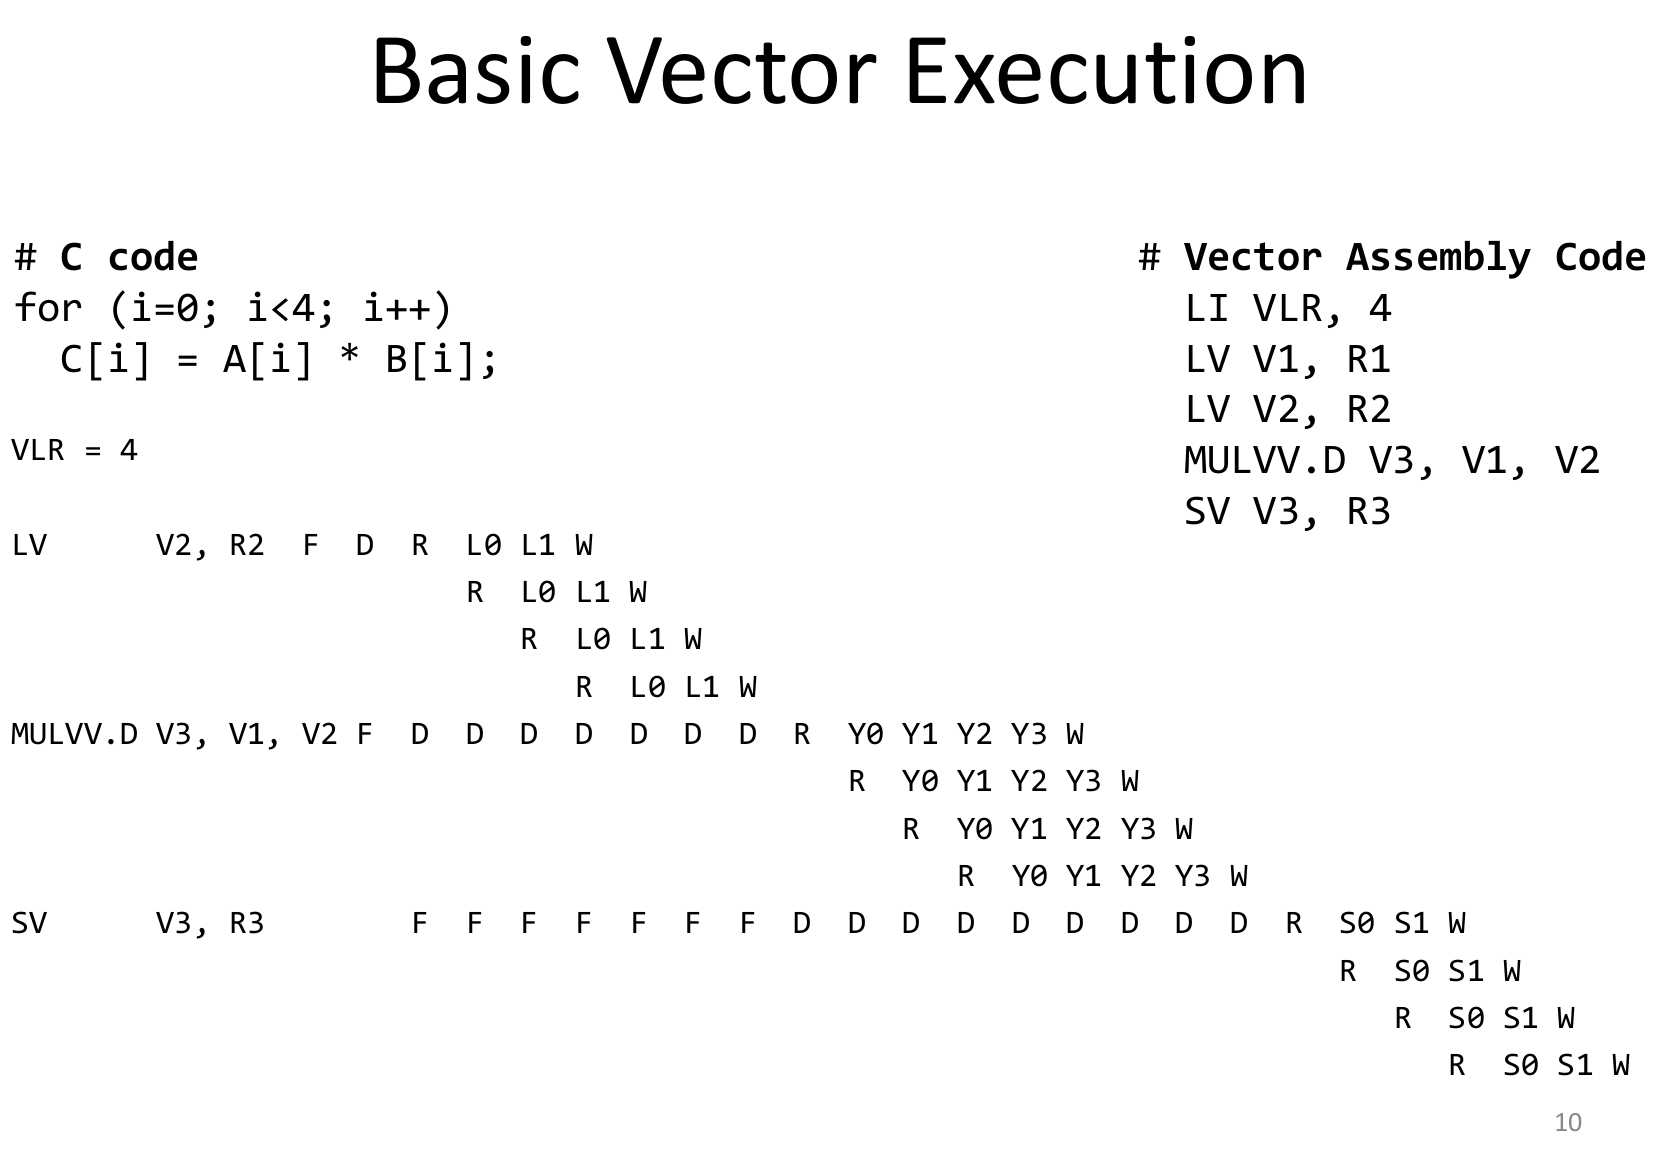 Basic Vector Execution
# C code
for (i=0; i<4; i++)
  C[i] = A[i] * B[i];
VLR = 4
# Vector Assembly Code
  LI VLR, 4
  LV V1, R1
  LV V2, R2
  MULVV.D V3, V1, V2
  SV V3, R3
LV      V2, R2  F  D  R  L0 L1 W
                         R  L0 L1 W
                            R  L0 L1 W
                               R  L0 L1 W
MULVV.D V3, V1, V2 F  D  D  D  D  D  D  D  R  Y0 Y1 Y2 Y3 W
                                              R  Y0 Y1 Y2 Y3 W
                                                 R  Y0 Y1 Y2 Y3 W
                                                    R  Y0 Y1 Y2 Y3 W
SV      V3, R3        F  F  F  F  F  F  F  D  D  D  D  D  D  D  D  D  R  S0 S1 W
                                                                         R  S0 S1 W
                                                                            R  S0 S1 W
                                                                               R  S0 S1 W
10